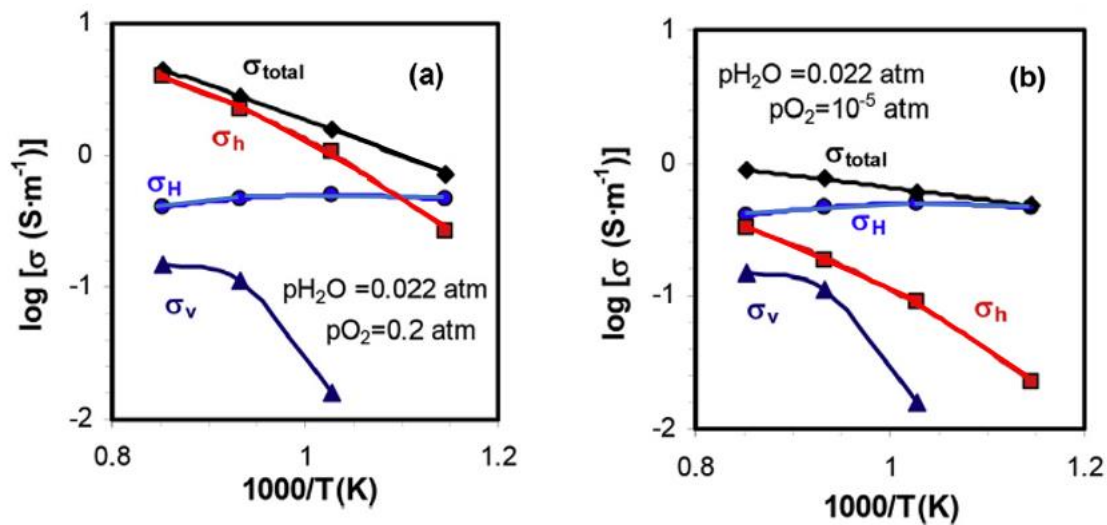 1
0
-1
-2
log [σ (S·m⁻¹)]
(a)
σtotal
σh
σH
σv
pH₂O =0.022 atm
pO₂=0.2 atm
0.8
1
1.2
1000/T(K)
1
0
-1
-2
log [σ (S·m⁻¹)]
pH₂O =0.022 atm
pO₂=10⁻⁵ atm
(b)
σtotal
σH
σh
σv
0.8
1
1.2
1000/T(K)